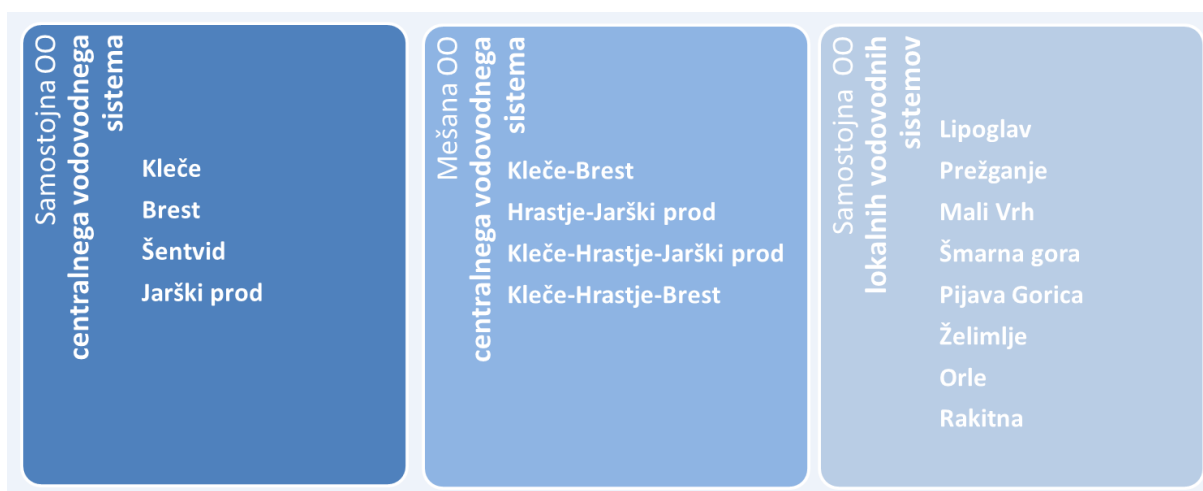 Samostojna OO
centralnega vodovodnega
sistema
Kleče
Brest
Šentvid
Jarški prod
Mešana OO
centralnega vodovodnega
sistema
Kleče-Brest
Hrastje-Jarški prod
Kleče-Hrastje-Jarški prod
Kleče-Hrastje-Brest
Samostojna OO
lokalnih vodovodnih
sistemov
Lipoglav
Prežganje
Mali Vrh
Šmarna gora
Pijava Gorica
Želimlje
Orle
Rakitna